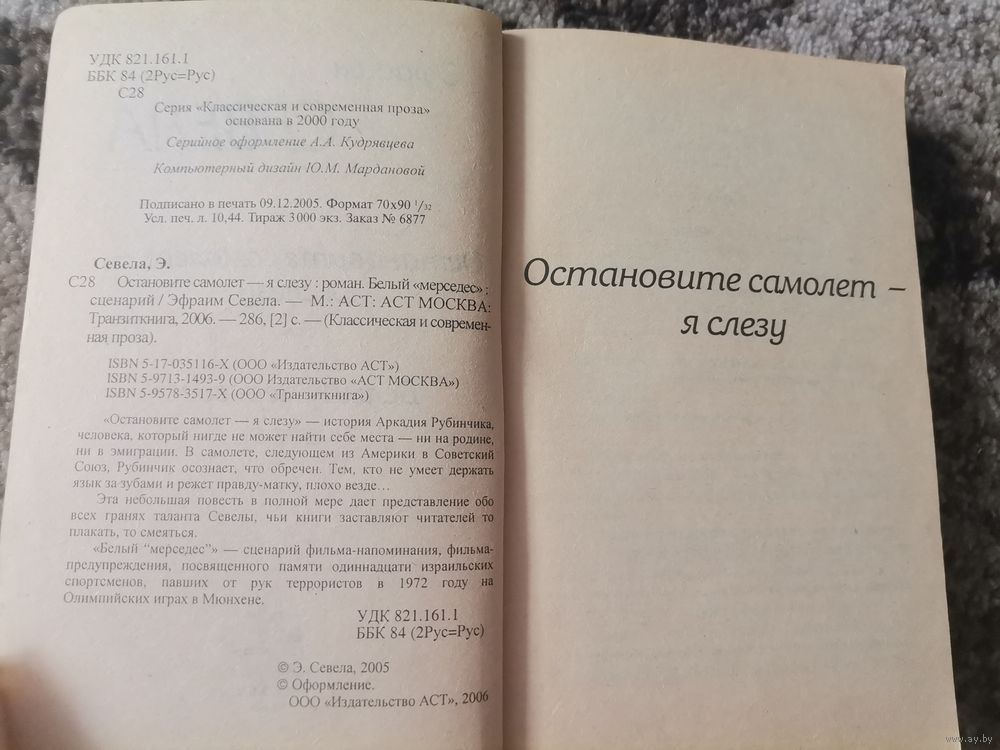 УДК 821.161.1
ББК 84 (2Рус=Рус)
С28
Серия «Классическая и современная проза»
основана в 2000 году
Серийное оформление А.А. Кудрявцева
Компьютерный дизайн Ю.М. Мардановой
Подписано в печать 09.12.2005. Формат 70x90 1/32
Усл. печ. л. 10,44. Тираж 3 000 экз. Заказ № 6877
Севела, Э.
С28 Остановите самолет — я слезу : роман. Белый «мерседес» :
сценарий / Эфраим Севела. — М.: АСТ: АСТ МОСКВА:
Транзиткнига, 2006. — 286, [2] с. — (Классическая и современ-
ная проза).
ISBN 5-17-035116-X (ООО «Издательство АСТ»)
ISBN 5-9713-1493-9 (ООО Издательство «АСТ МОСКВА»)
ISBN 5-9578-3517-X (ООО «Транзиткнига»)
«Остановите самолет — я слезу» — история Аркадия Рубинчика,
человека, который нигде не может найти себе места — ни на родине,
ни в эмиграции. В самолете, следующем из Америки в Советский
Союз, Рубинчик осознает, что обречен. Тем, кто не умеет держать
язык за зубами и режет правду-матку, плохо везде…
Эта небольшая повесть в полной мере дает представление обо
всех гранях таланта Севелы, чьи книги заставляют читателей то
плакать, то смеяться.
«Белый “мерседес”» — сценарий фильма-напоминания, фильма-
предупреждения, посвященного памяти одиннадцати израильских
спортсменов, павших от рук террористов в 1972 году на
Олимпийских играх в Мюнхене.
УДК 821.161.1
ББК 84 (2Рус=Рус)
© Э. Севела, 2005
© Оформление.
ООО «Издательство АСТ», 2006
Остановите самолет –
я слезу
www.ay.by